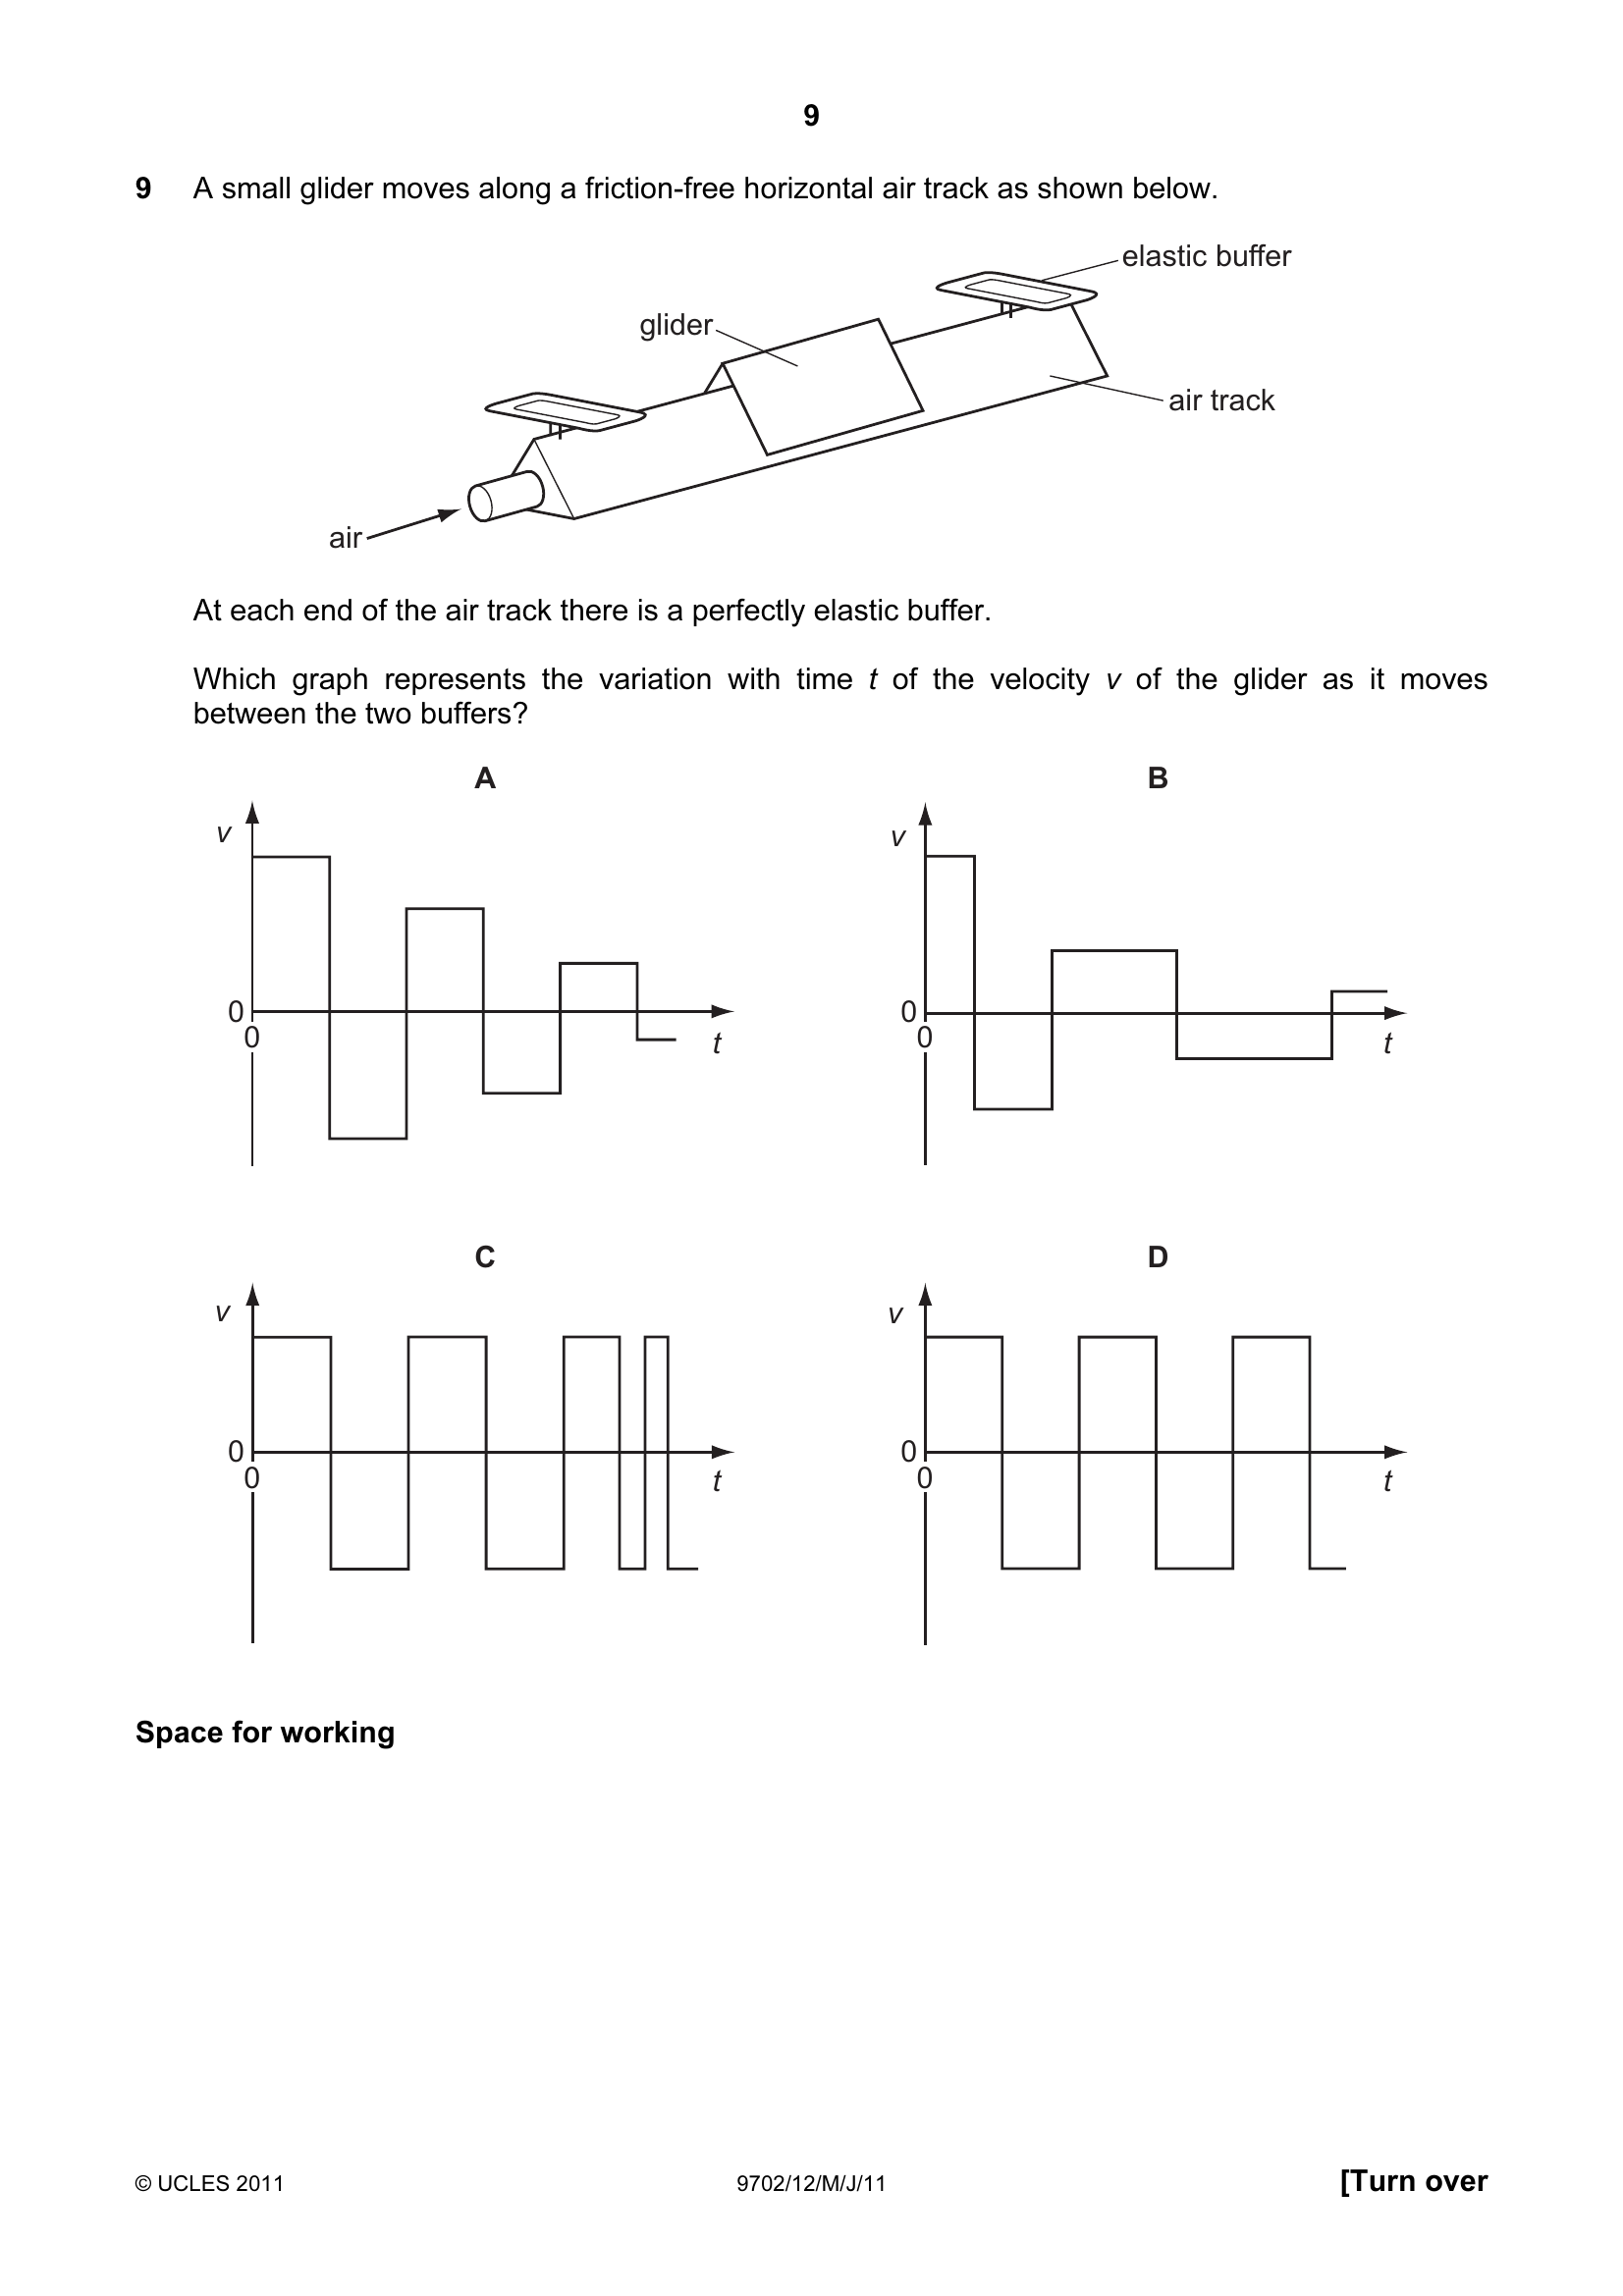 9
9 A small glider moves along a friction-free horizontal air track as shown below.
elastic buffer
glider
air track
air
At each end of the air track there is a perfectly elastic buffer.
Which graph represents the variation with time t of the velocity v of the glider as it moves
between the two buffers?
A
B
v
0
0
t
v
0
0
t
C
D
v
0
0
t
v
0
0
t
Space for working
© UCLES 2011
9702/12/M/J/11
[Turn over